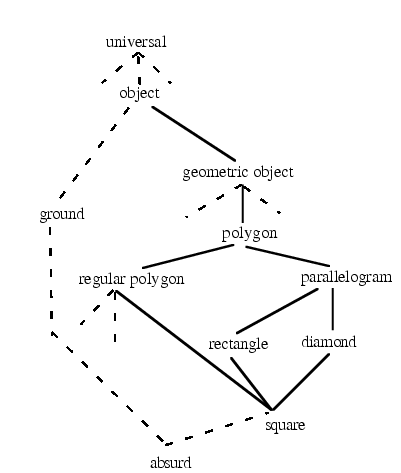 universal
object
geometric object
ground
polygon
regular polygon
parallelogram
rectangle
diamond
square
absurd